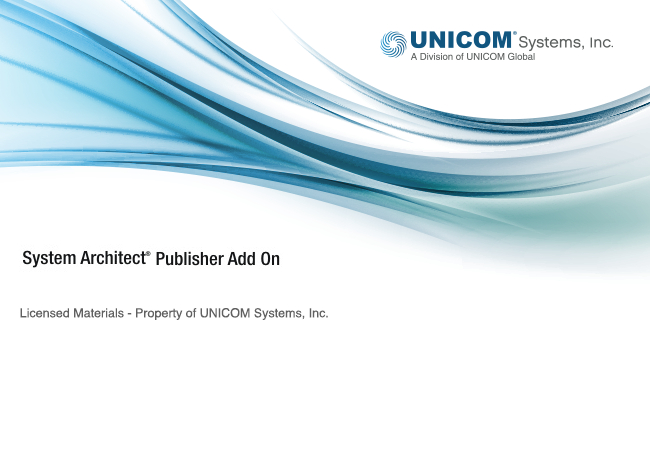 UNICOM® Systems, Inc.
A Division of UNICOM Global
System Architect® Publisher Add On
Licensed Materials - Property of UNICOM Systems, Inc.